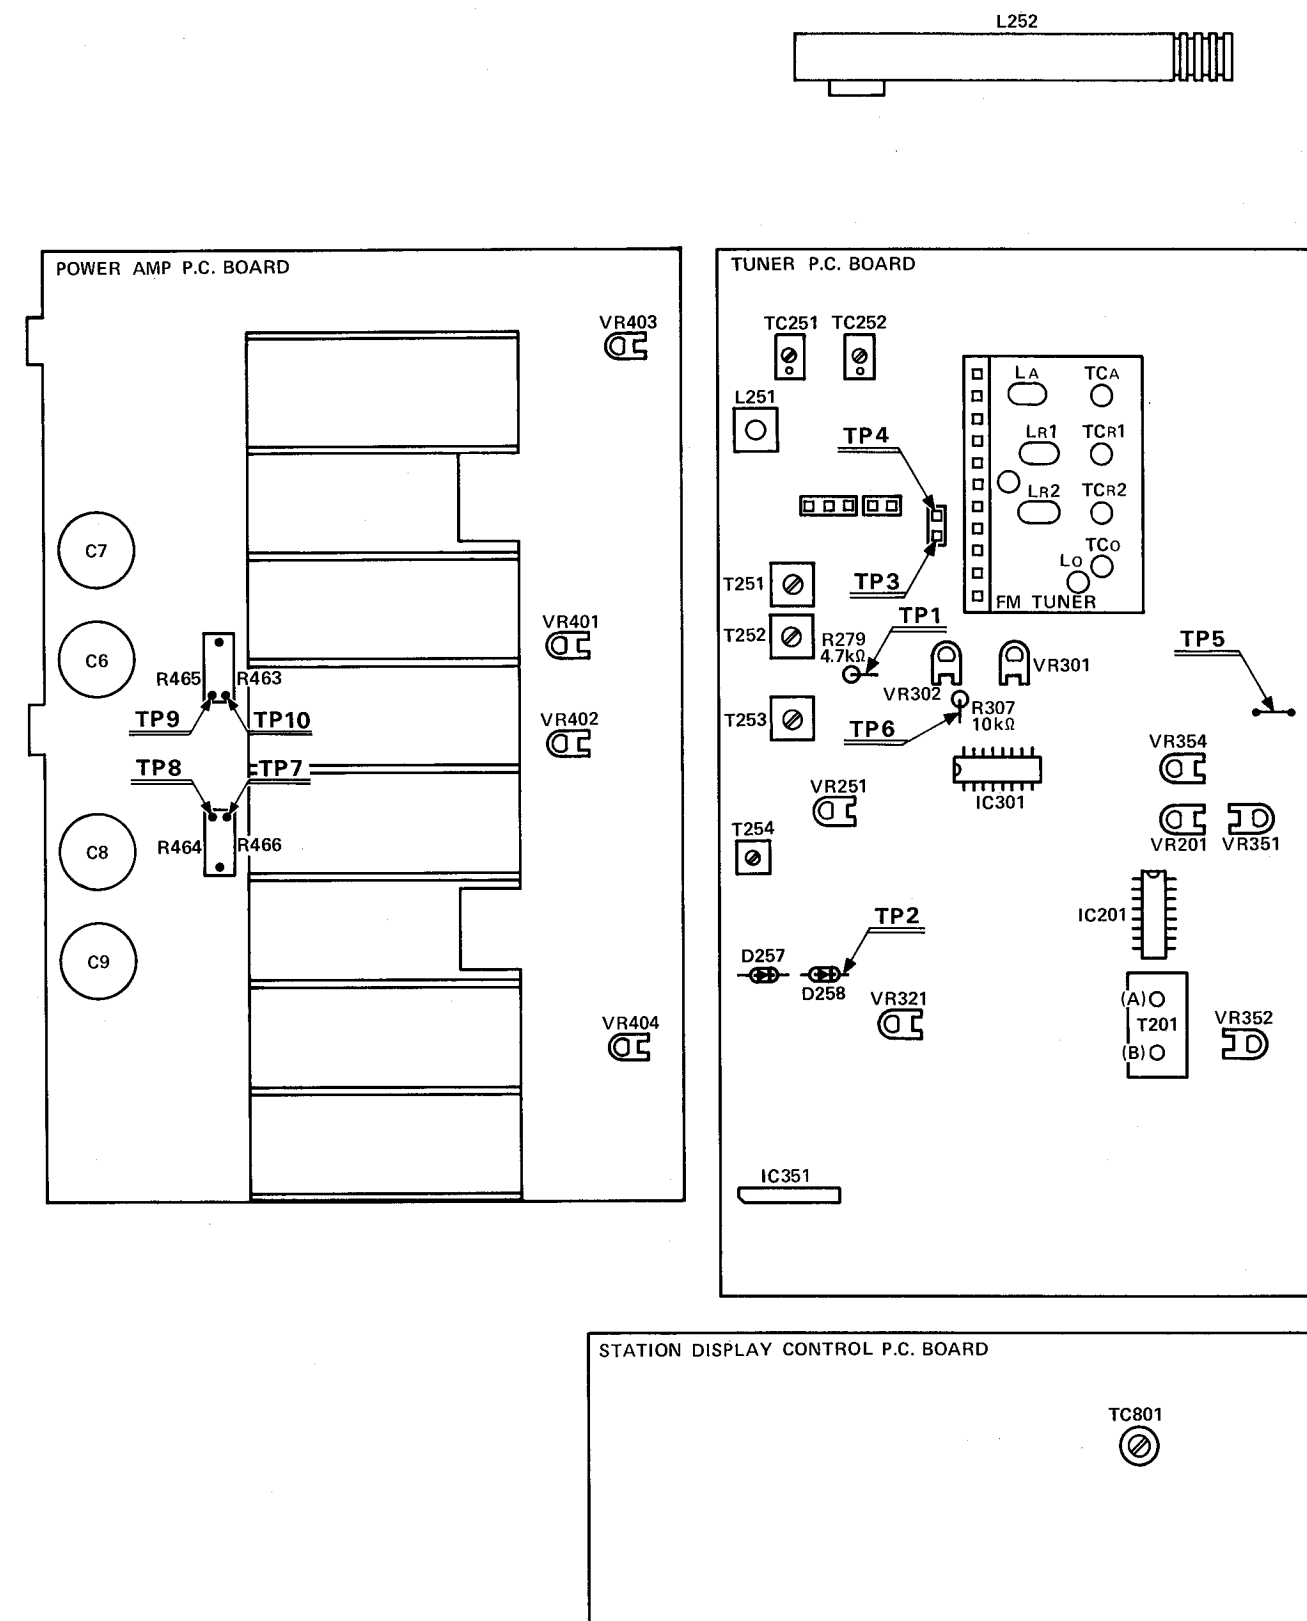 L252
POWER AMP P.C. BOARD
VR403
C7
C6
VR401
R465
R463
TP9
TP10
VR402
TP8
TP7
R464
R466
C8
C9
VR404
TUNER P.C. BOARD
TC251
TC252
L251
TP4
LA
TCA
LR1
TCR1
LR2
TCR2
TCO
LO
FM TUNER
T251
TP3
T252
R279
4.7kΩ
TP1
VR301
TP5
VR302
T253
R307
10kΩ
TP6
IC301
VR354
VR251
VR201
VR351
T254
IC201
TP2
D257
D258
VR321
(A)
T201
(B)
VR352
IC351
STATION DISPLAY CONTROL P.C. BOARD
TC801